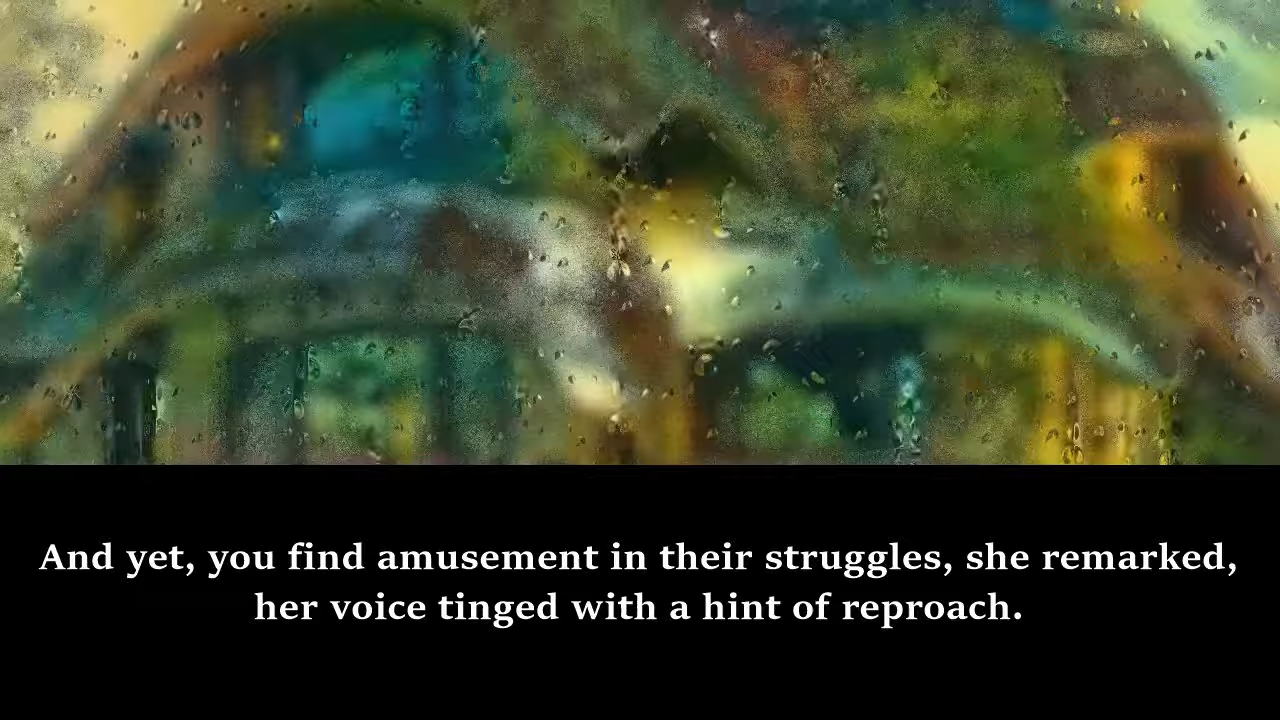 And yet, you find amusement in their struggles, she remarked,
her voice tinged with a hint of reproach.